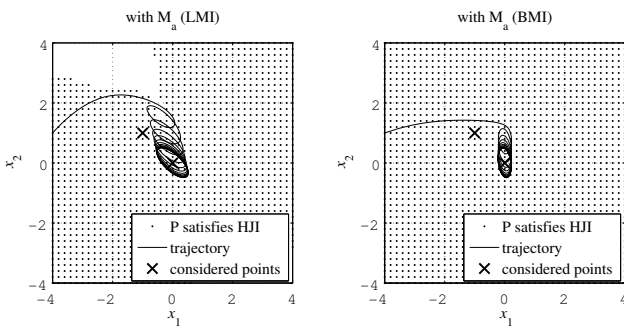 with M_a (LMI)
4
2
0
−2
−4
x_2
−4 −2 0 2 4
x_1
P satisfies HJI
trajectory
considered points
with M_a (BMI)
4
2
0
−2
−4
x_2
−4 −2 0 2 4
x_1
P satisfies HJI
trajectory
considered points